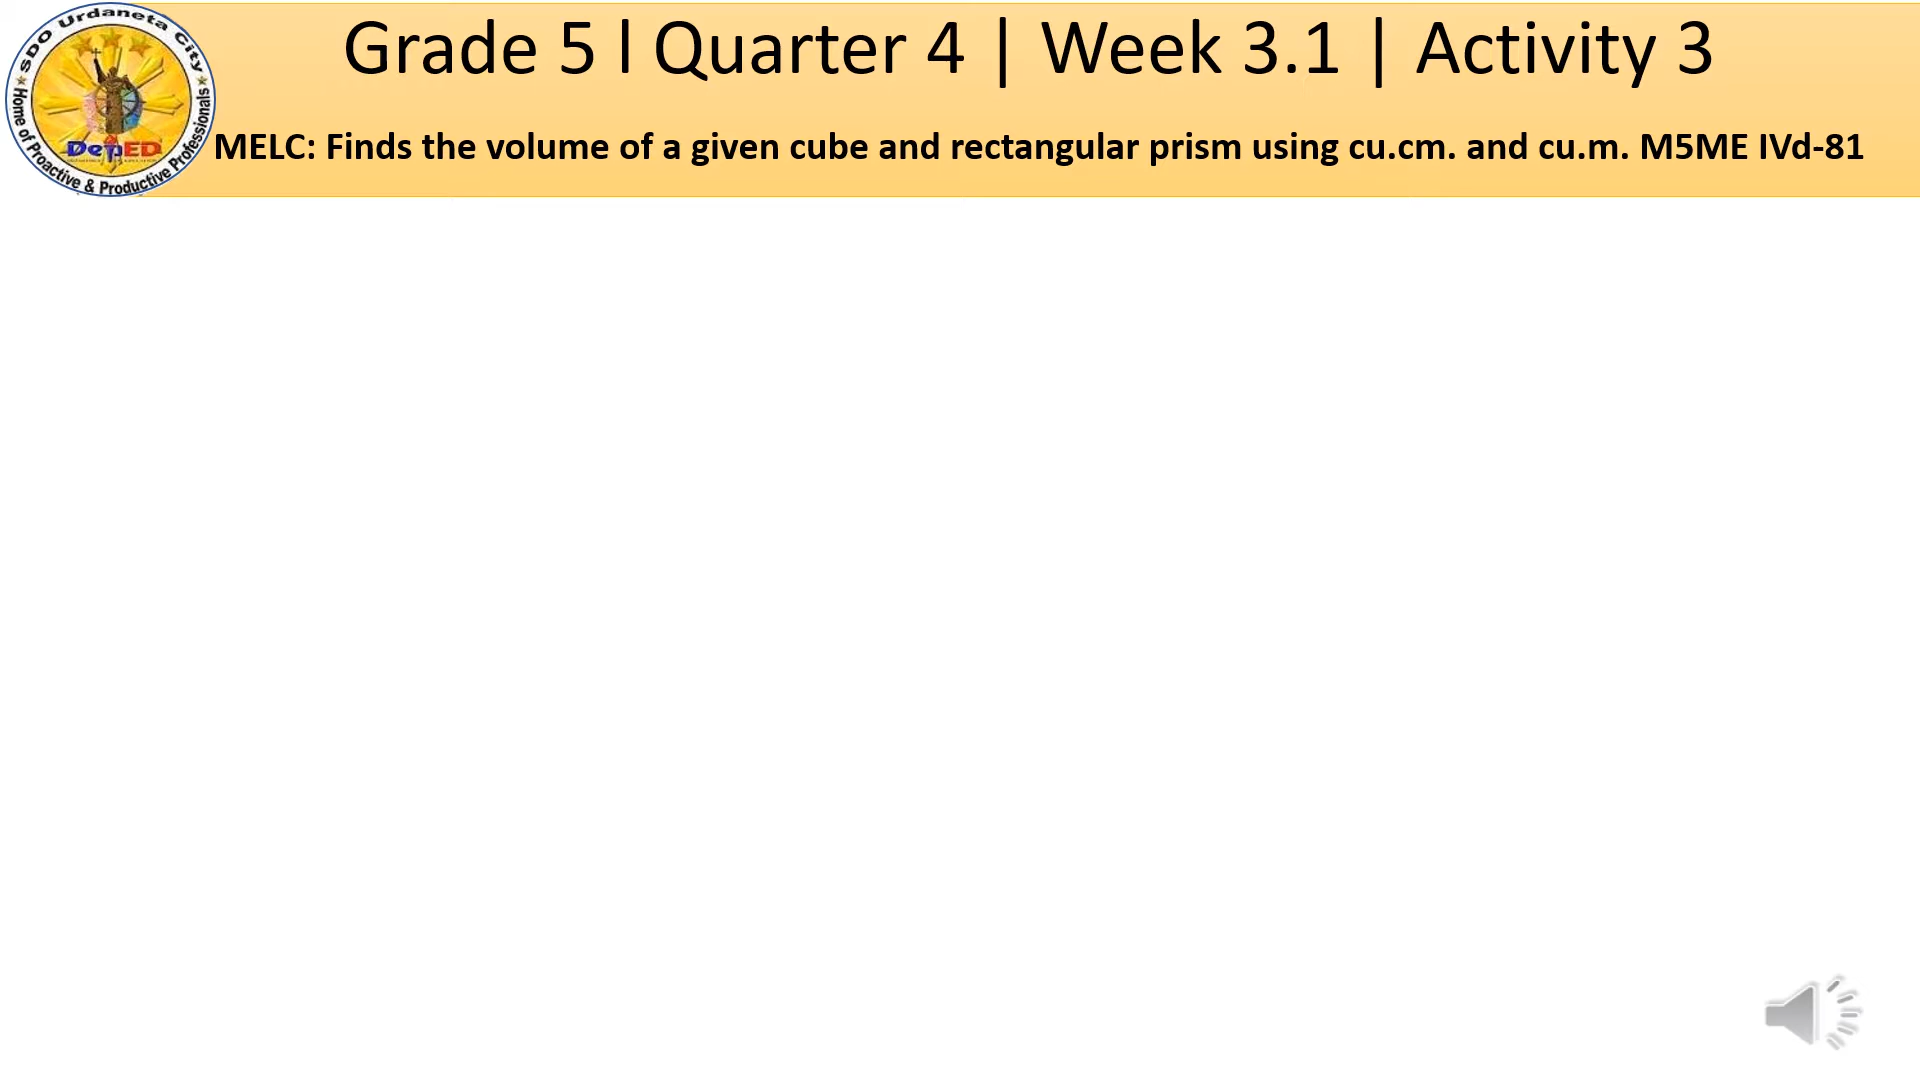 Grade 5 l Quarter 4 | Week 3.1 | Activity 3
MELC: Finds the volume of a given cube and rectangular prism using cu.cm. and cu.m. M5ME IVd-81
SDO Urdaneta City
Home of Proactive & Productive Professionals
DepED